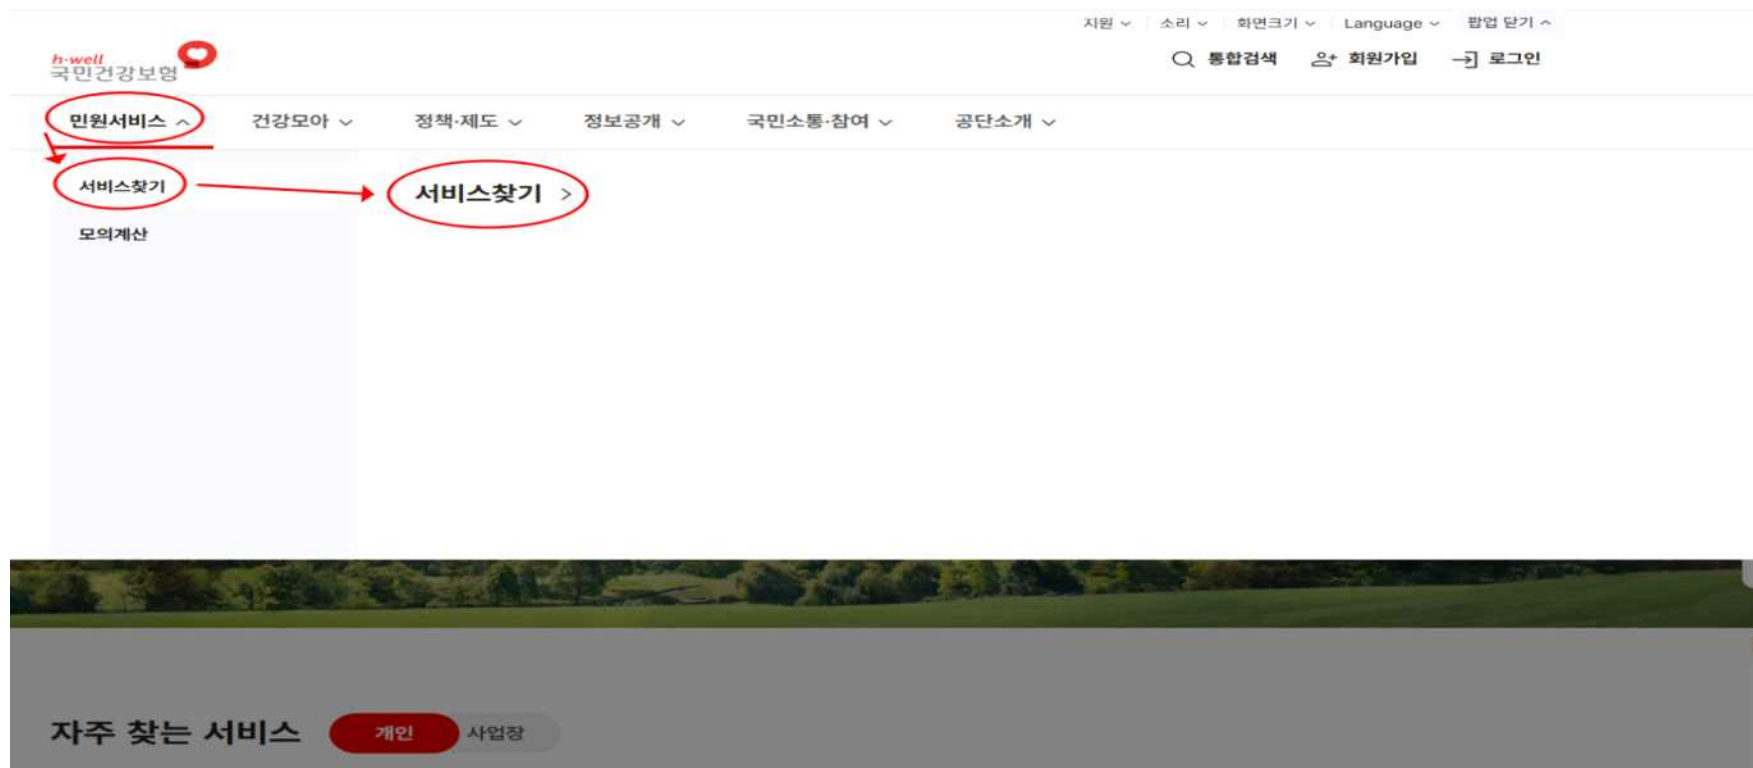 지원 소리 화면크기 Language 팝업 닫기
h·well
국민건강보험
통합검색 회원가입 로그인
민원서비스 건강모아 정책·제도 정보공개 국민소통·참여 공단소개
서비스찾기
서비스찾기 >
모의계산
자주 찾는 서비스 개인 사업장